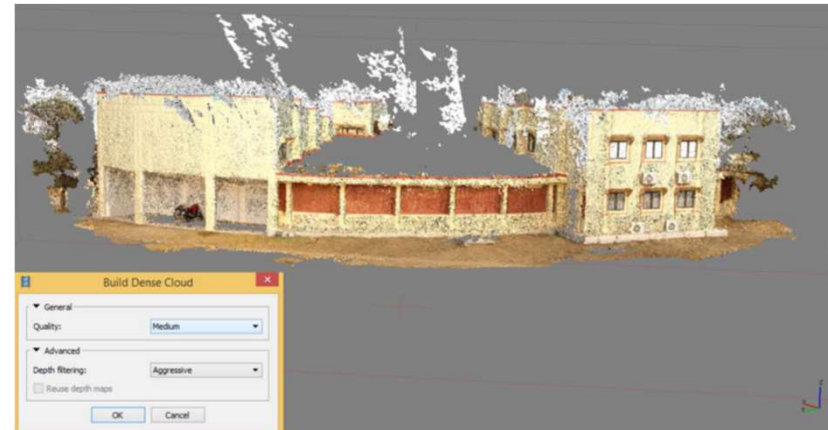 Build Dense Cloud
General
Quality: Medium
Advanced
Depth filtering: Aggressive
Reuse depth maps
OK Cancel